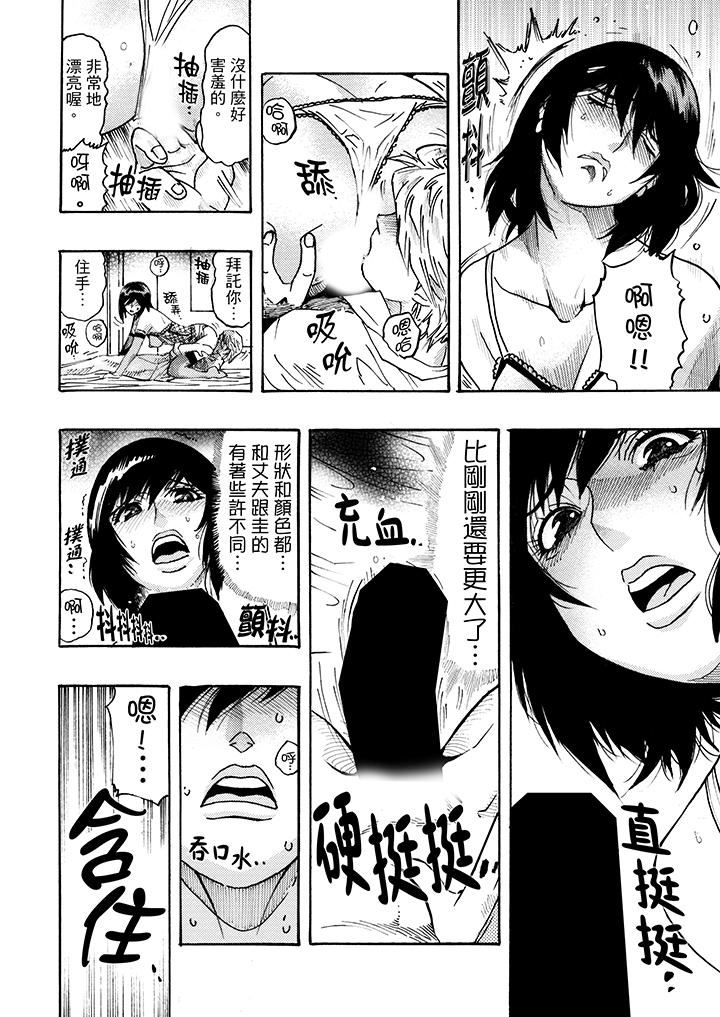 顫抖‥
啊嗯!!
哈啊
舔‥
嗯哈
吸吮
抽插…
沒什麼好
害羞的。
非常地
漂亮喔。
抽插
呀啊。
抽插
拜託你…
住手…
呼…
舔弄
哈啊
吸吮
直挺挺…
比剛剛還要更大了…
充血‥
硬挺挺‥
形狀和顏色都…
和丈夫跟圭的
有著些許不同…
撲通…
撲通…
啊…
抖抖抖抖‥
顫抖‥
呼…
吞口水‥
嗯!…
含住…